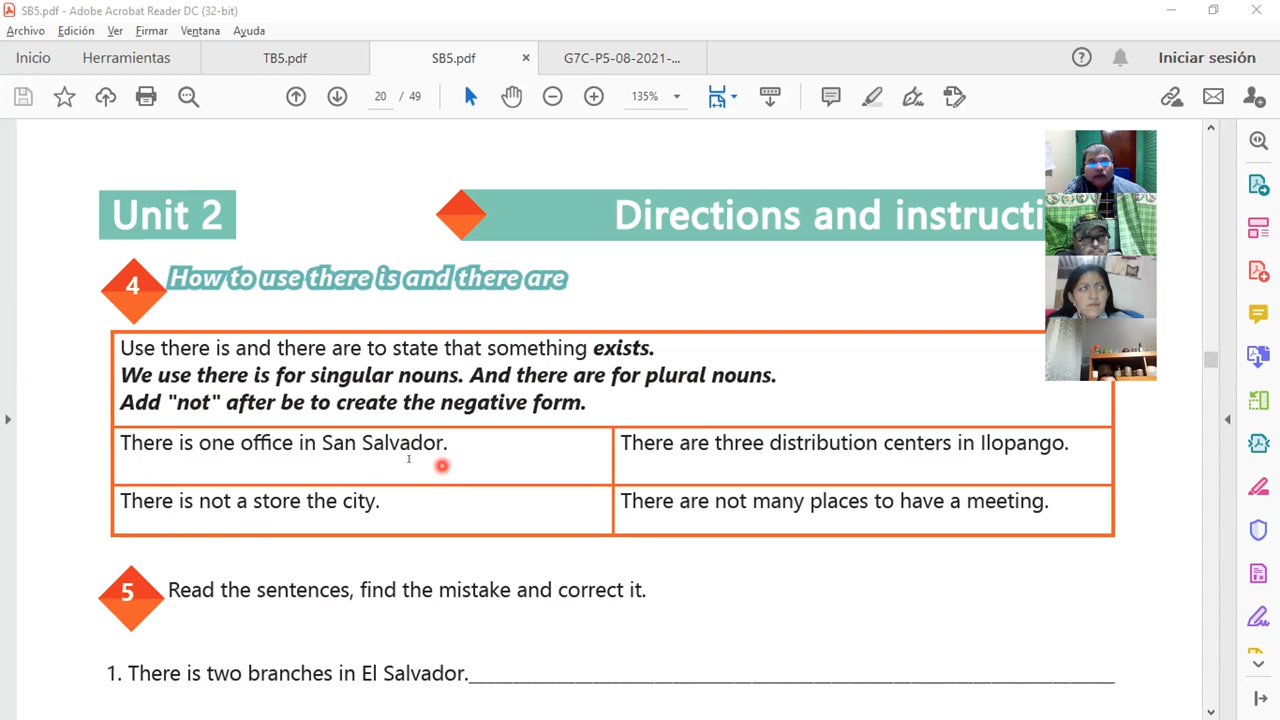 SB5.pdf - Adobe Acrobat Reader DC (32-bit)
Archivo Edición Ver Firmar Ventana Ayuda
Inicio Herramientas TB5.pdf SB5.pdf × G7C-P5-08-2021-... Iniciar sesión
20 / 49 135%
Unit 2 Directions and instructi
4 How to use there is and there are
Use there is and there are to state that something exists.
We use there is for singular nouns. And there are for plural nouns.
Add "not" after be to create the negative form.
There is one office in San Salvador. There are three distribution centers in Ilopango.
There is not a store the city. There are not many places to have a meeting.
5 Read the sentences, find the mistake and correct it.
1. There is two branches in El Salvador.